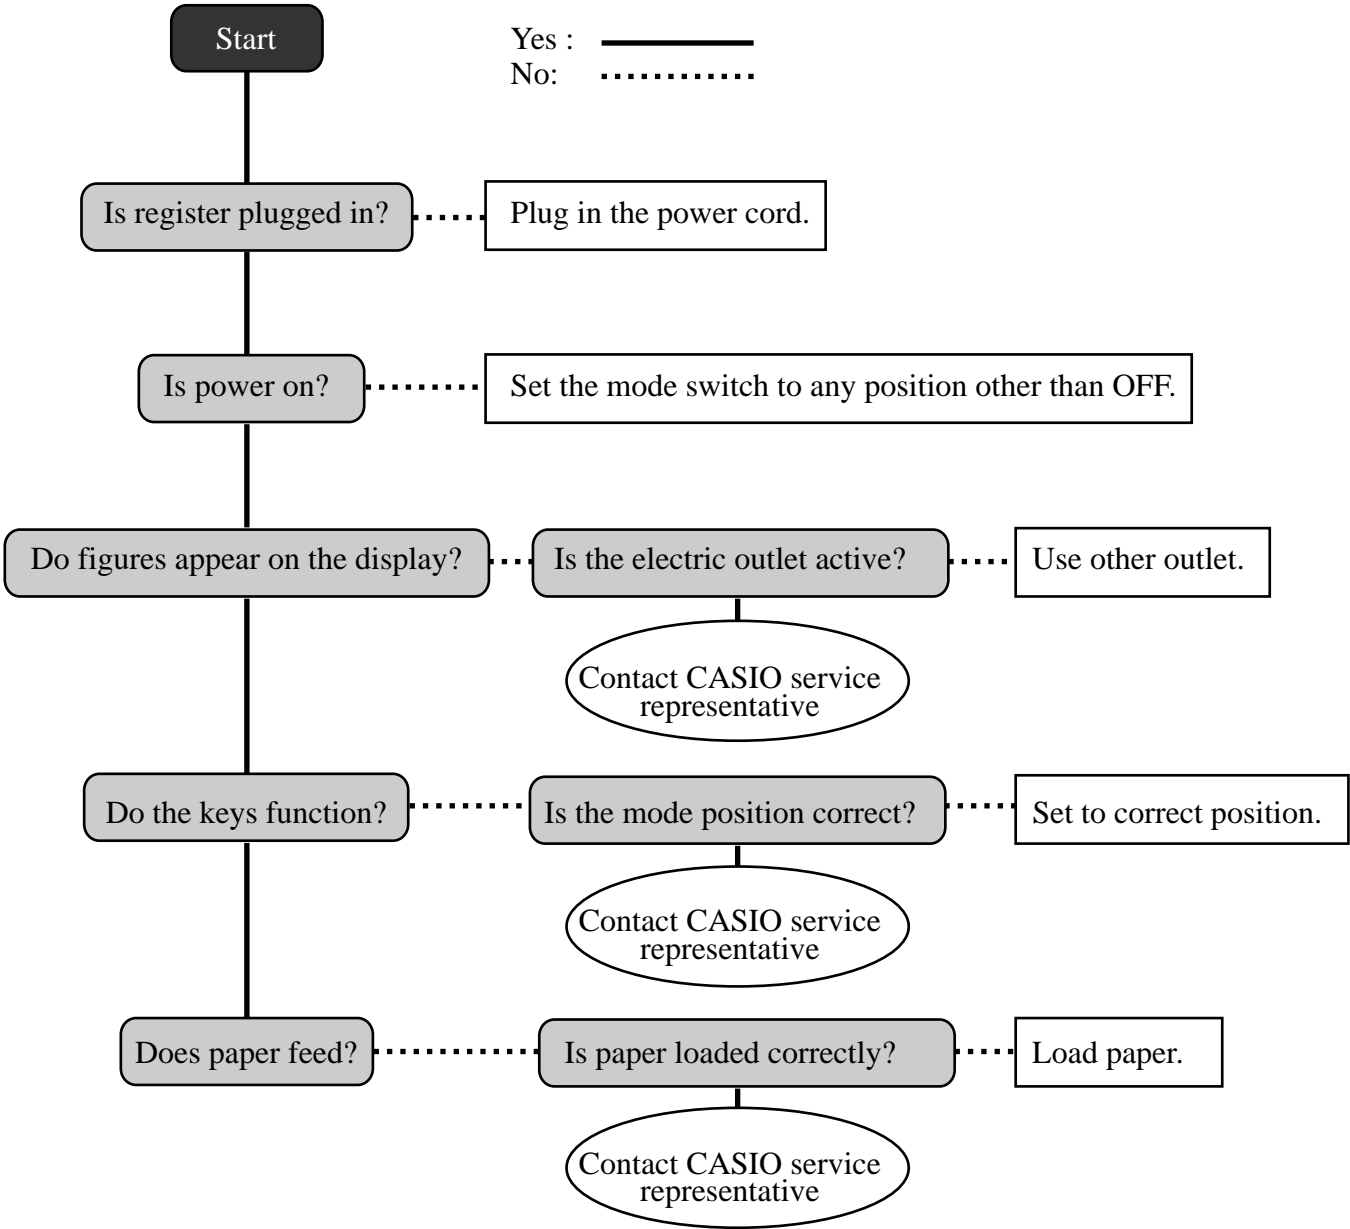 Start
Yes :
No:
Is register plugged in?
Plug in the power cord.
Is power on?
Set the mode switch to any position other than OFF.
Do figures appear on the display?
Is the electric outlet active?
Use other outlet.
Contact CASIO service
representative
Do the keys function?
Is the mode position correct?
Set to correct position.
Contact CASIO service
representative
Does paper feed?
Is paper loaded correctly?
Load paper.
Contact CASIO service
representative